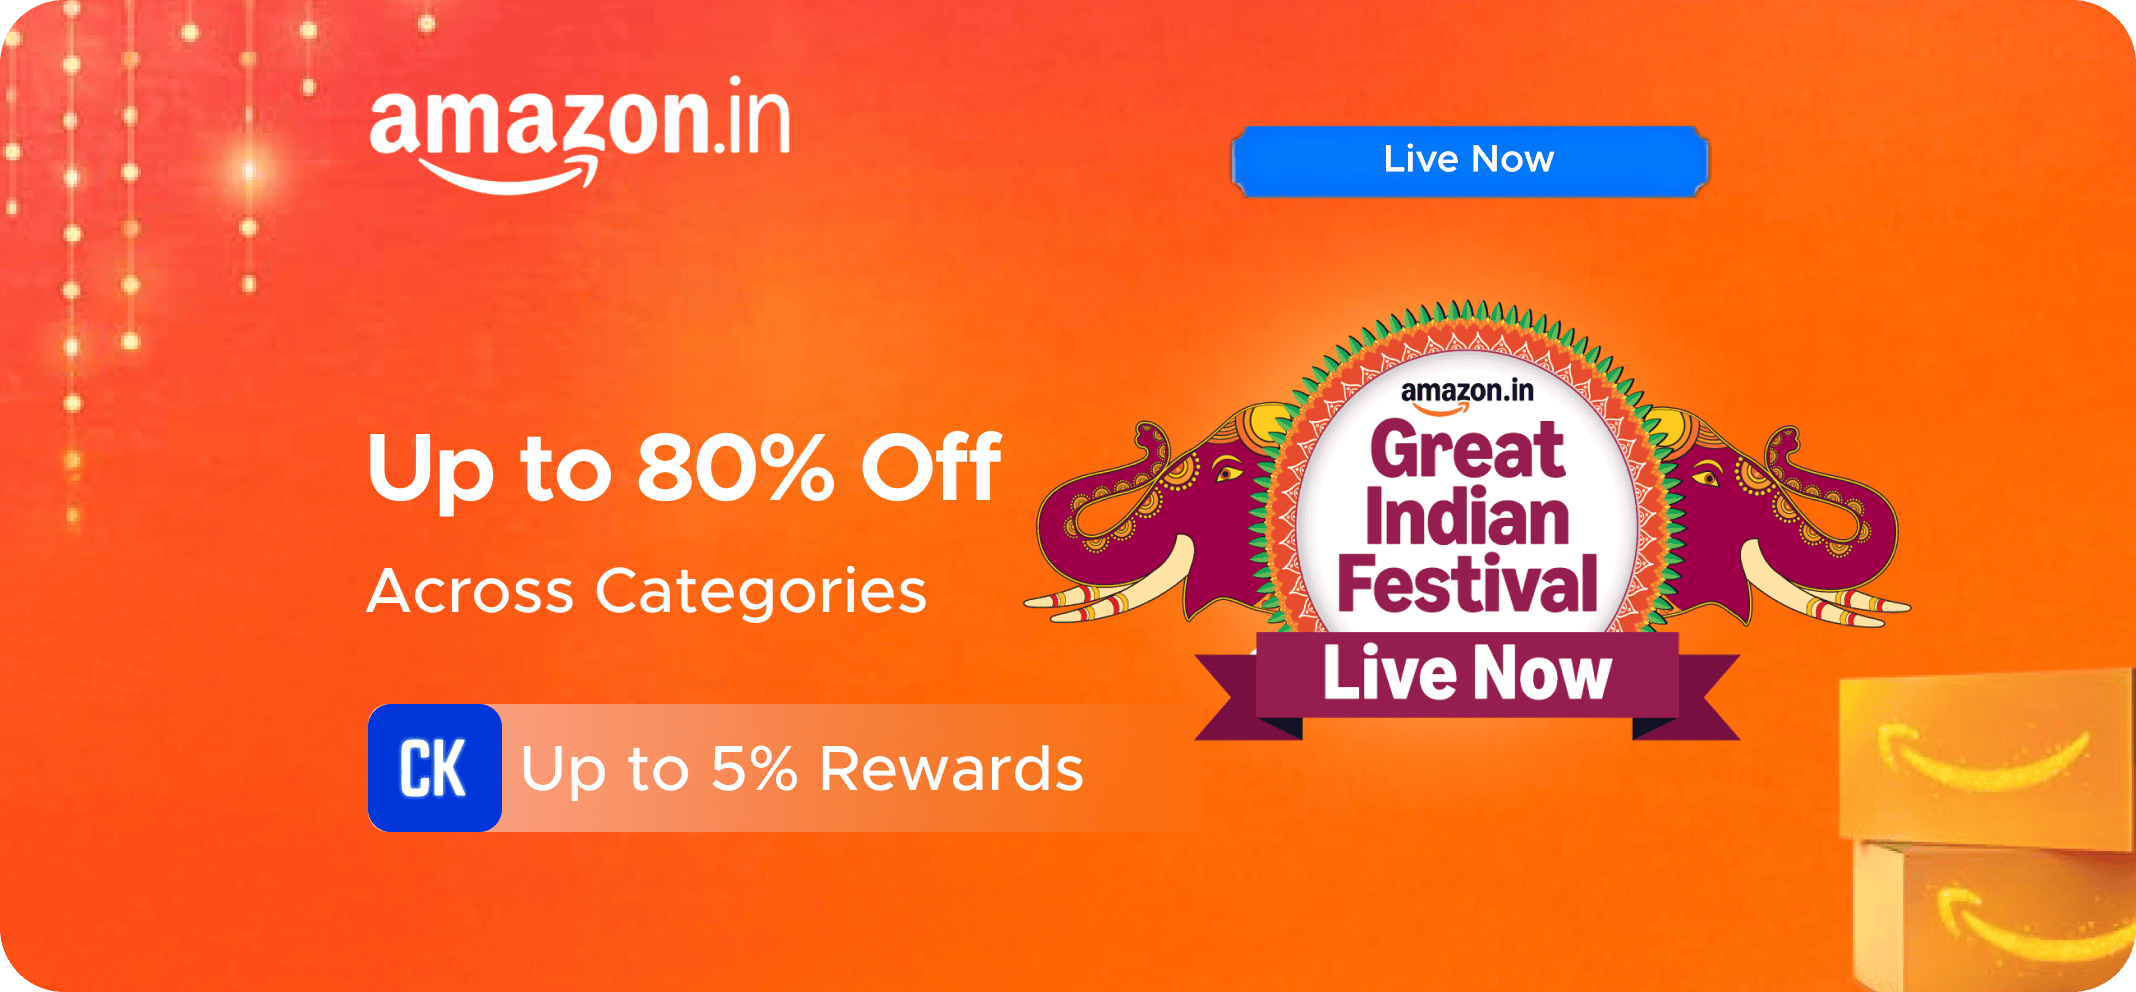 amazon.in
Live Now
Up to 80% Off
Across Categories
CK Up to 5% Rewards
amazon.in
Great
Indian
Festival
Live Now